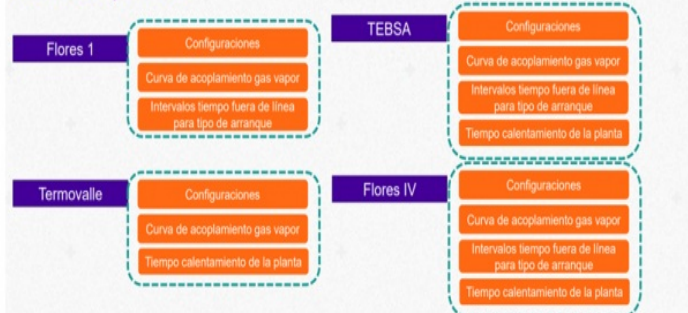 Flores 1
Configuraciones
Curva de acoplamiento gas vapor
Intervalos tiempo fuera de línea
para tipo de arranque
TEBSA
Configuraciones
Curva de acoplamiento gas vapor
Intervalos tiempo fuera de línea
para tipo de arranque
Tiempo calentamiento de la planta
Termovalle
Configuraciones
Curva de acoplamiento gas vapor
Tiempo calentamiento de la planta
Flores IV
Configuraciones
Curva de acoplamiento gas vapor
Intervalos tiempo fuera de línea
para tipo de arranque
Tiempo calentamiento de la planta